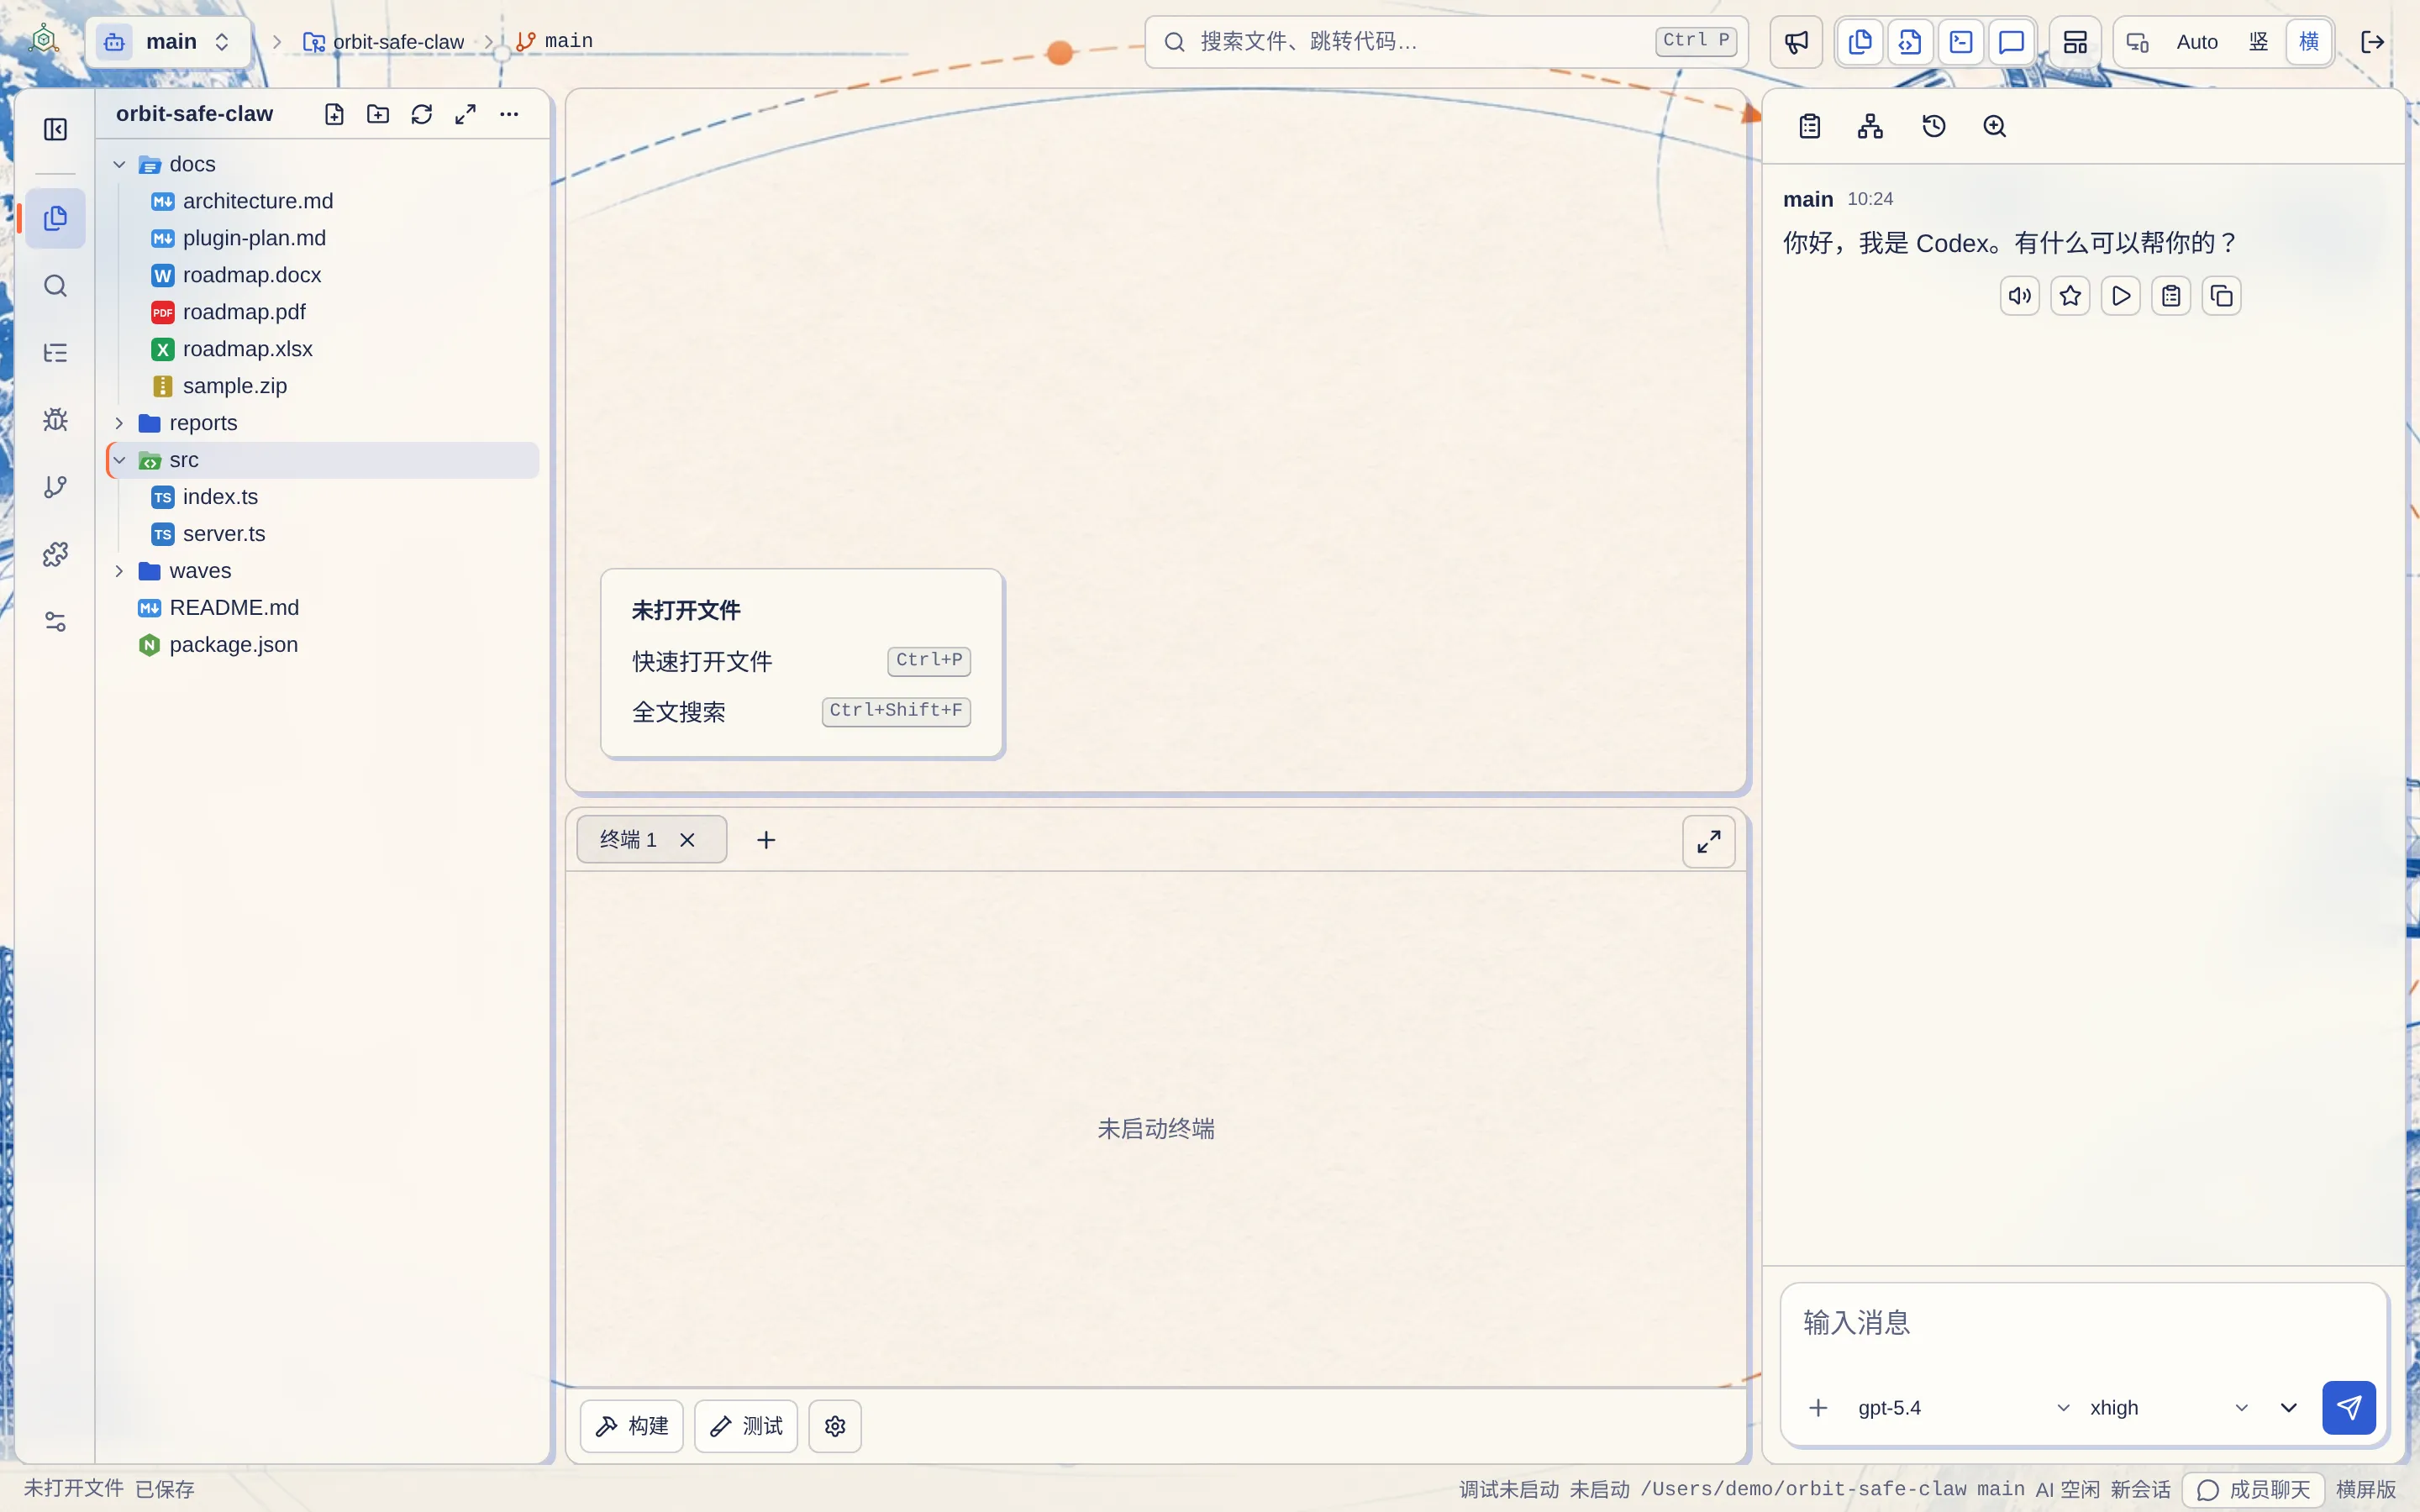 main
orbit-safe-claw
main
搜索文件、跳转代码...
Ctrl P
Auto
竖
横
orbit-safe-claw
docs
architecture.md
plugin-plan.md
roadmap.docx
roadmap.pdf
roadmap.xlsx
sample.zip
reports
src
index.ts
server.ts
waves
README.md
package.json
未打开文件
快速打开文件 Ctrl+P
全文搜索 Ctrl+Shift+F
终端 1
未启动终端
构建
测试
main 10:24
你好，我是 Codex。有什么可以帮你的？
输入消息
gpt-5.4
xhigh
未打开文件 已保存
调试未启动 未启动 /Users/demo/orbit-safe-claw main AI 空闲 新会话 成员聊天 横屏版